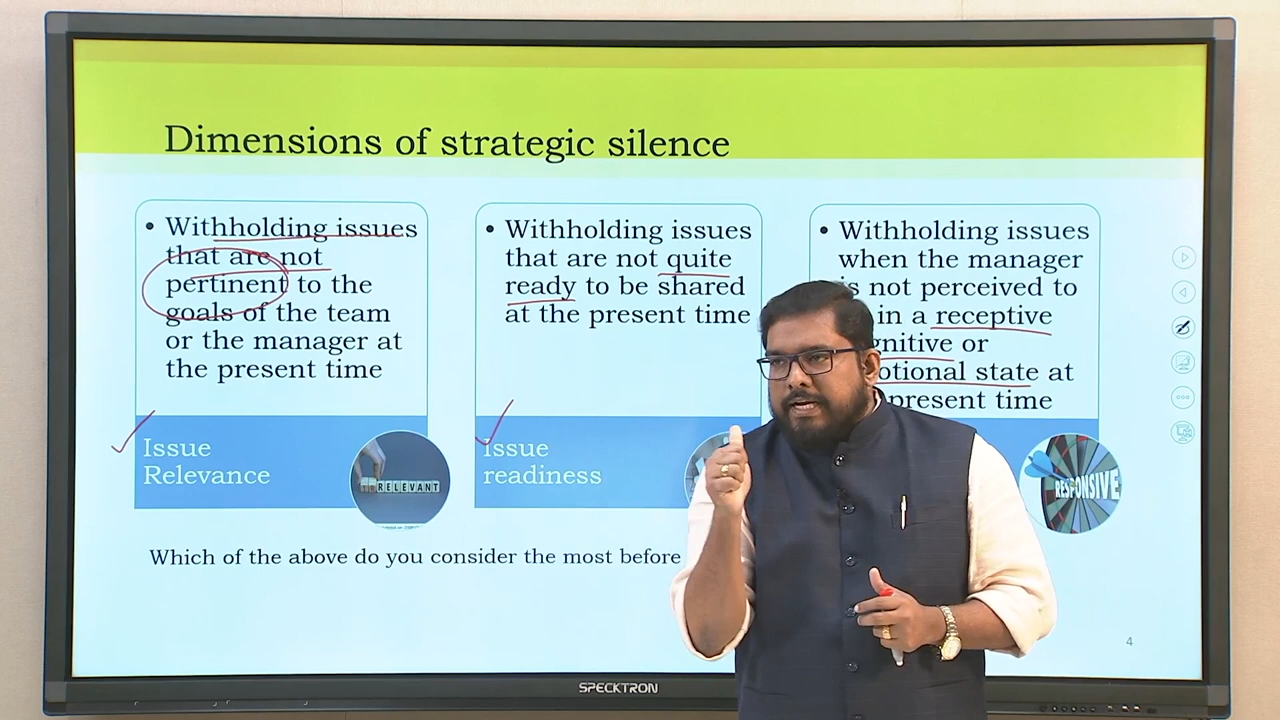 Dimensions of strategic silence
• Withholding issues
that are not
pertinent to the
goals of the team
or the manager at
the present time
Issue
Relevance
RELEVANT
• Withholding issues
that are not quite
ready to be shared
at the present time
Issue
readiness
• Withholding issues
when the manager
is not perceived to
in a receptive
gnitive or
otional state at
present time
RESPONSIVE
Which of the above do you consider the most before
4
SPECKTRON